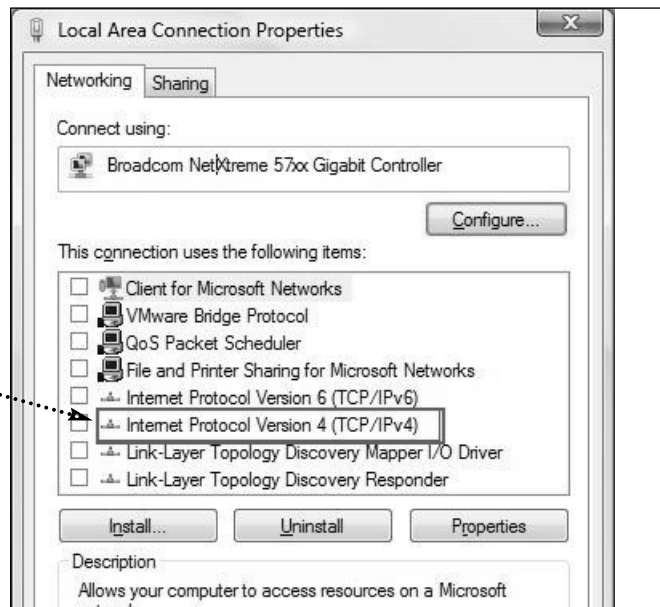 Local Area Connection Properties
X
Networking Sharing
Connect using:
Broadcom NetXtreme 57xx Gigabit Controller
Configure...
This connection uses the following items:
Client for Microsoft Networks
VMware Bridge Protocol
QoS Packet Scheduler
File and Printer Sharing for Microsoft Networks
Internet Protocol Version 6 (TCP/IPv6)
Internet Protocol Version 4 (TCP/IPv4)
Link-Layer Topology Discovery Mapper I/O Driver
Link-Layer Topology Discovery Responder
Install... Uninstall Properties
Description
Allows your computer to access resources on a Microsoft